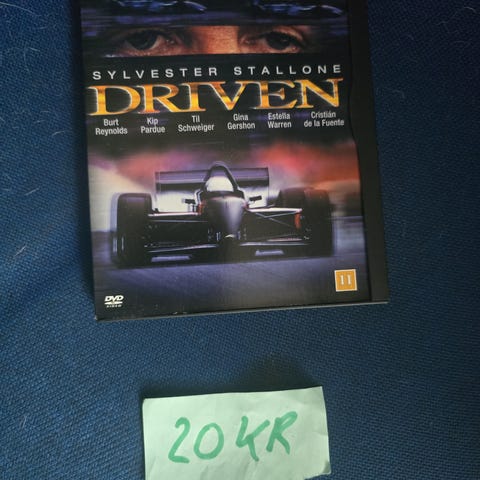 SYLVESTER STALLONE
DRIVEN
Burt Reynolds
Kip Pardue
Til Schweiger
Gina Gershon
Estella Warren
Cristián de la Fuente
DVD
VIDEO
11
20 KR